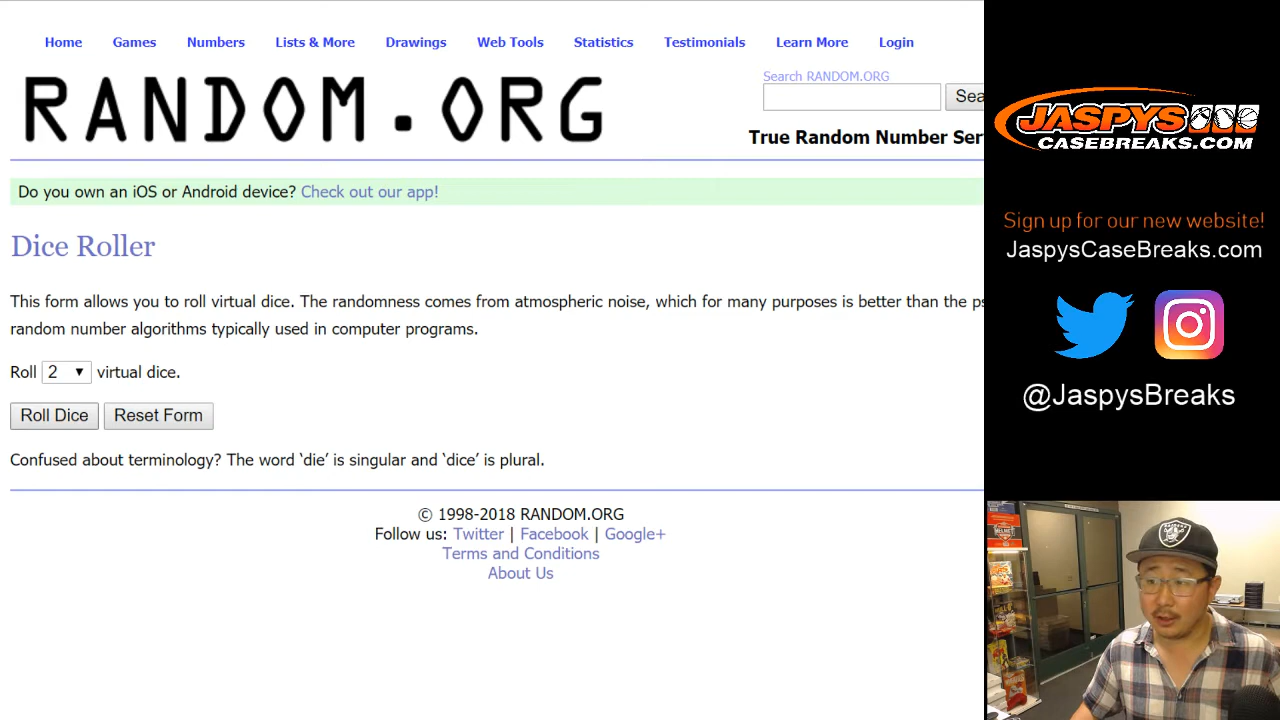 Home Games Numbers Lists & More Drawings Web Tools Statistics Testimonials Learn More Login
RANDOM.ORG
Search RANDOM.ORG
Sea
True Random Number Ser
Do you own an iOS or Android device? Check out our app!
Dice Roller
This form allows you to roll virtual dice. The randomness comes from atmospheric noise, which for many purposes is better than the ps
random number algorithms typically used in computer programs.
Roll 2 virtual dice.
Roll Dice Reset Form
Confused about terminology? The word ‘die’ is singular and ‘dice’ is plural.
© 1998-2018 RANDOM.ORG
Follow us: Twitter | Facebook | Google+
Terms and Conditions
About Us
JASPYS
CASEBREAKS.COM
Sign up for our new website!
JaspysCaseBreaks.com
@JaspysBreaks